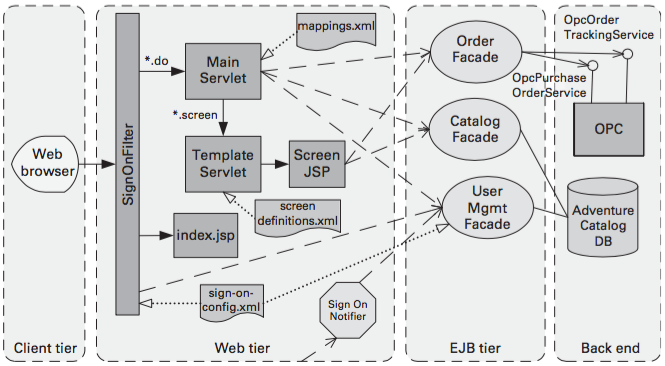 mappings.xml
OpcOrder
TrackingService
*.do
Main
Servlet
Order
Facade
OpcPurchase
OrderService
*.screen
SignOnFilter
Web
browser
Template
Servlet
Screen
JSP
Catalog
Facade
OPC
screen
definitions.xml
User
Mgmt
Facade
Adventure
Catalog
DB
index.jsp
sign-on-
config.xml
Sign On
Notifier
Client tier
Web tier
EJB tier
Back end